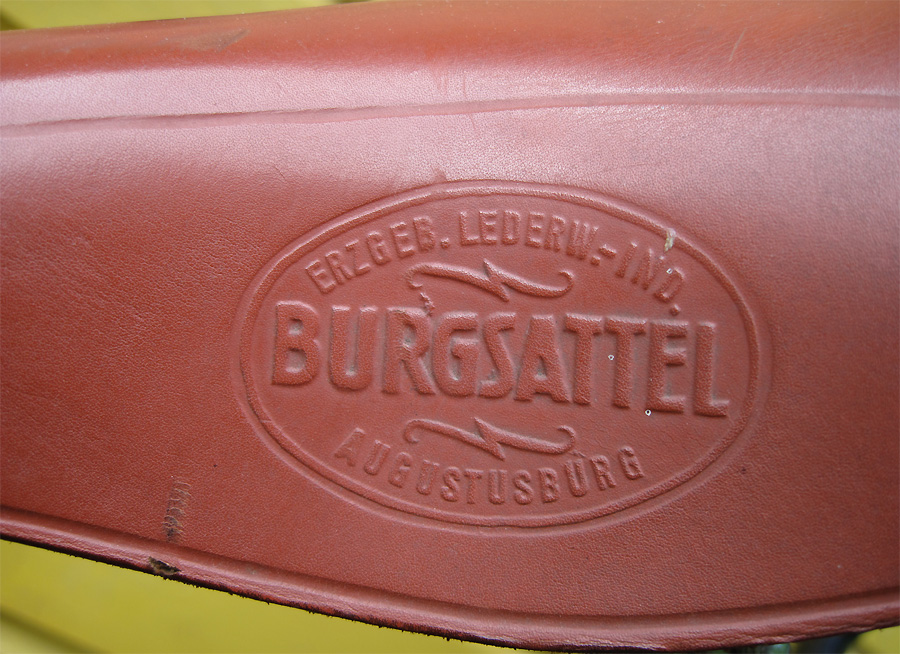 ERZGEB. LEDERW.-IND.
BURGSATTEL
AUGUSTUSBURG